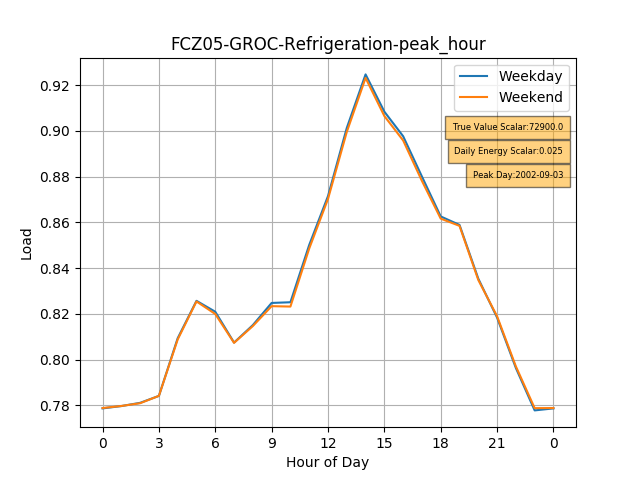 FCZ05-GROC-Refrigeration-peak_hour
Weekday
Weekend
True Value Scalar:72900.0
Daily Energy Scalar:0.025
Peak Day:2002-09-03
Load
0.92
0.90
0.88
0.86
0.84
0.82
0.80
0.78
0 3 6 9 12 15 18 21 0
Hour of Day